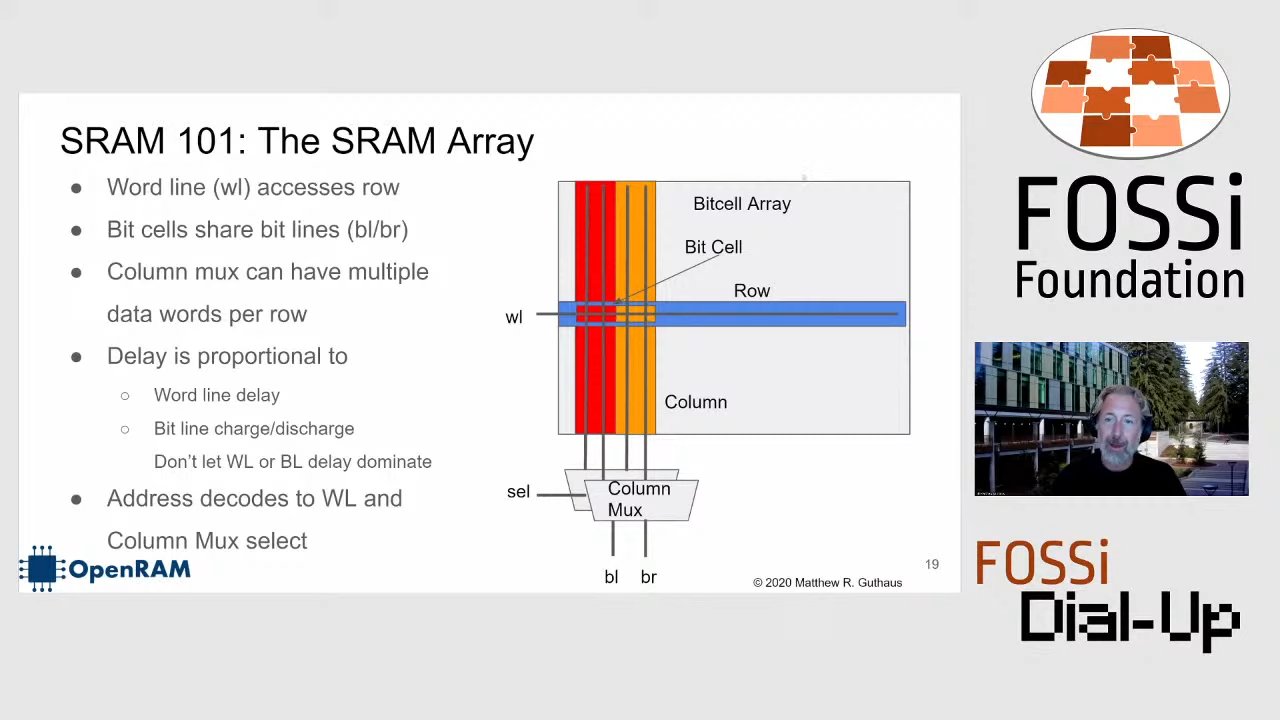 SRAM 101: The SRAM Array
● Word line (wl) accesses row
● Bit cells share bit lines (bl/br)
● Column mux can have multiple
data words per row
● Delay is proportional to
○ Word line delay
○ Bit line charge/discharge
Don't let WL or BL delay dominate
● Address decodes to WL and
Column Mux select
OpenRAM
Bitcell Array
Bit Cell
Row
wl
Column
sel
Column
Mux
bl br
© 2020 Matthew R. Guthaus
19
FOSSi
Foundation
FOSSi
Dial-Up